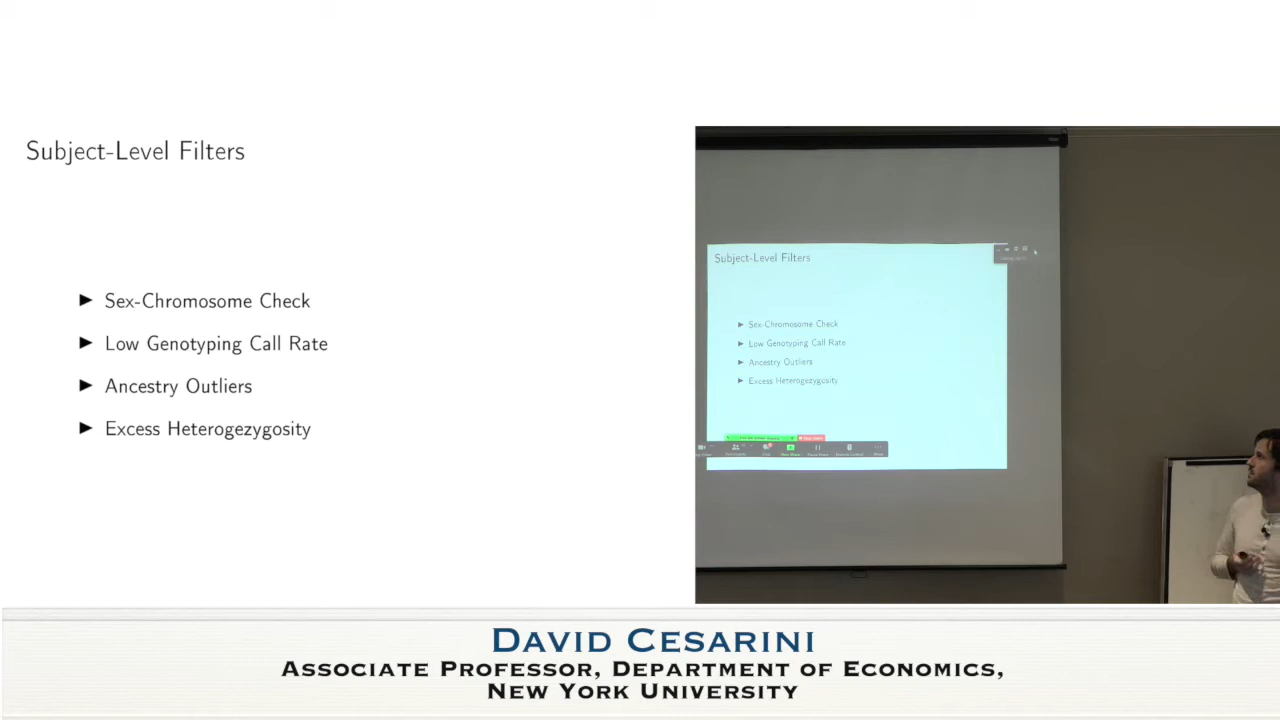 Subject-Level Filters
▶ Sex-Chromosome Check
▶ Low Genotyping Call Rate
▶ Ancestry Outliers
▶ Excess Heterogezygosity
Subject-Level Filters
▶ Sex-Chromosome Check
▶ Low Genotyping Call Rate
▶ Ancestry Outliers
▶ Excess Heterogezygosity
DAVID CESARINI
ASSOCIATE PROFESSOR, DEPARTMENT OF ECONOMICS,
NEW YORK UNIVERSITY